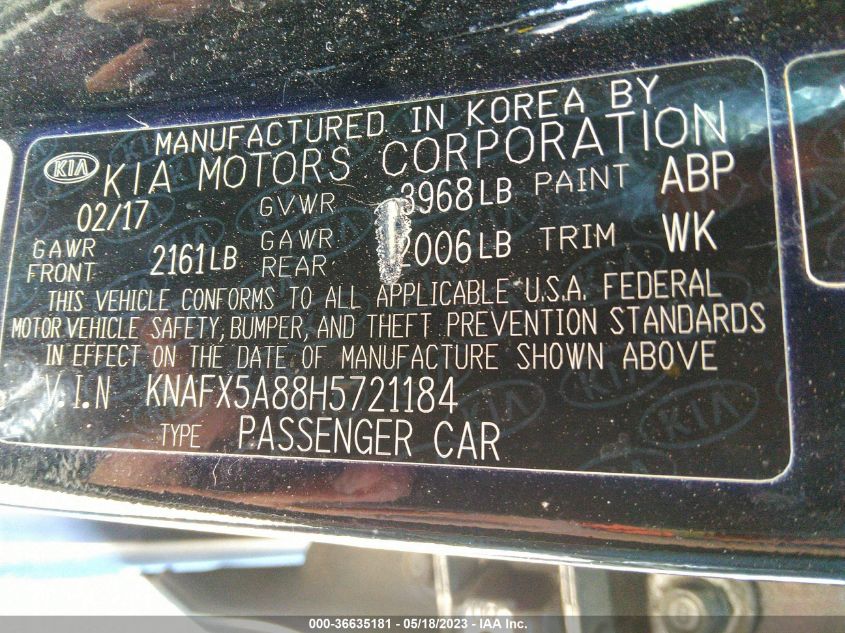 MANUFACTURED IN KOREA BY
KIA KIA MOTORS CORPORATION
02/17 GVWR 3968LB PAINT ABP
GAWR FRONT 2161LB GAWR REAR 2006LB TRIM WK
THIS VEHICLE CONFORMS TO ALL APPLICABLE U.S.A. FEDERAL
MOTOR VEHICLE SAFETY, BUMPER, AND THEFT PREVENTION STANDARDS
IN EFFECT ON THE DATE OF MANUFACTURE SHOWN ABOVE
V.I.N KNAFX5A88H5721184
TYPE PASSENGER CAR
000-36635181 - 05/18/2023 - IAA Inc.